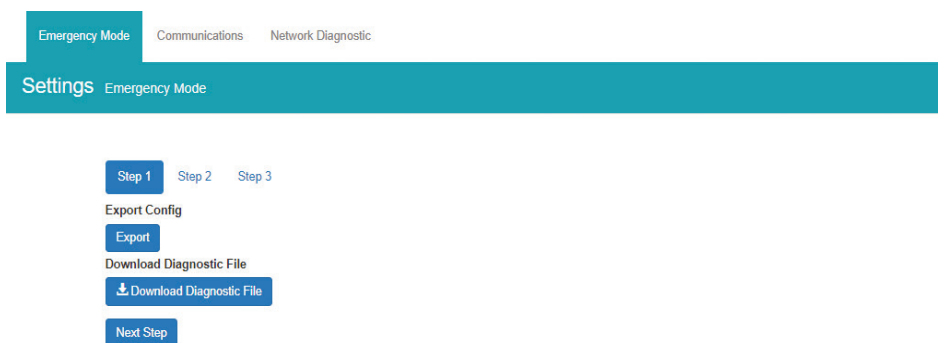 Emergency Mode Communications Network Diagnostic
Settings Emergency Mode
Step 1 Step 2 Step 3
Export Config
Export
Download Diagnostic File
Download Diagnostic File
Next Step